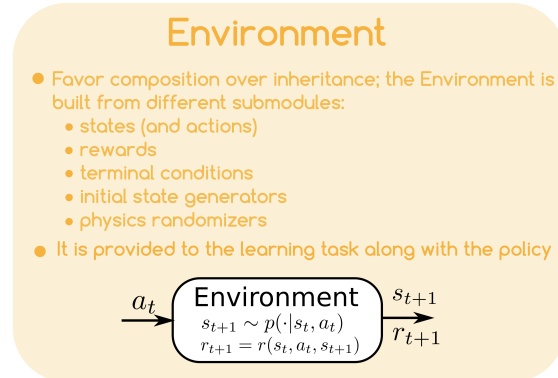 Environment
• Favor composition over inheritance; the Environment is
built from different submodules:
• states (and actions)
• rewards
• terminal conditions
• initial state generators
• physics randomizers
• It is provided to the learning task along with the policy
a_t
Environment
s_{t+1} ∼ p(·|s_t, a_t)
r_{t+1} = r(s_t, a_t, s_{t+1})
s_{t+1}
r_{t+1}